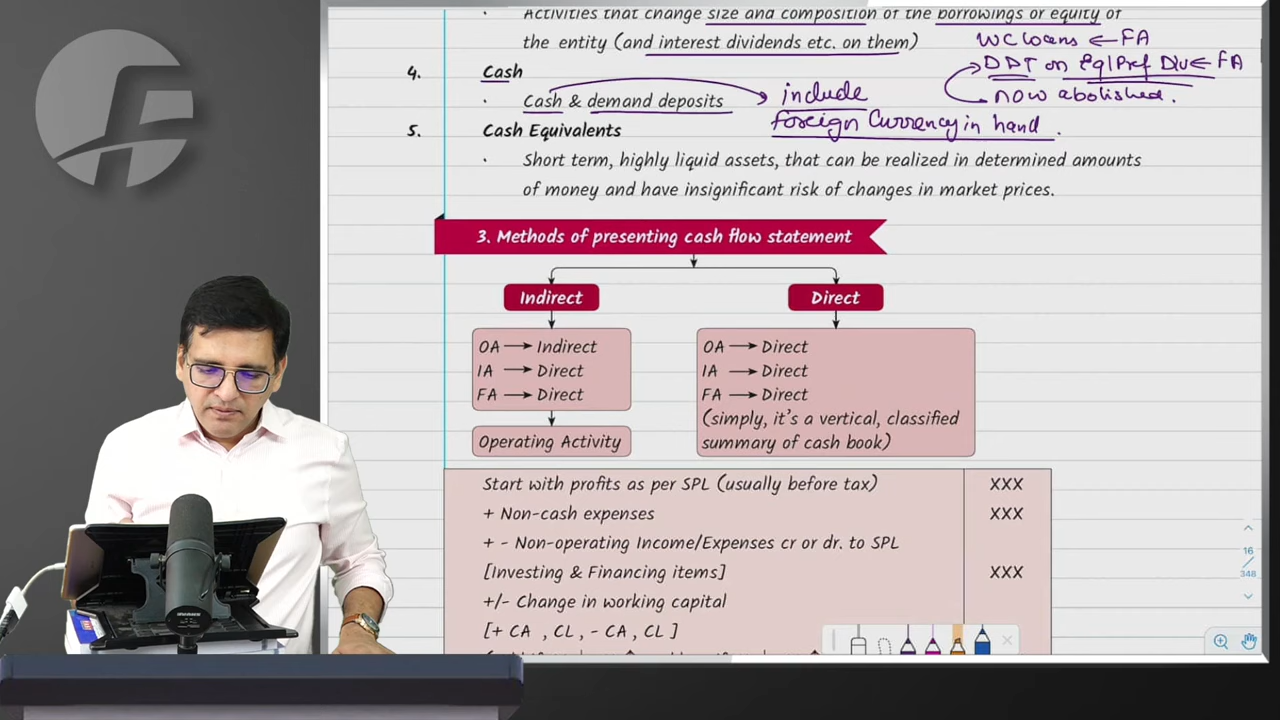 Activities that change size and composition of the borrowings or equity of
the entity (and interest dividends etc. on them)
WC loans ← FA
DDT on Eq/Pref Div ← FA
now abolished.
4. Cash
· Cash & demand deposits
include
foreign currency in hand.
5. Cash Equivalents
· Short term, highly liquid assets, that can be realized in determined amounts
of money and have insignificant risk of changes in market prices.
3. Methods of presenting cash flow statement
Indirect
OA → Indirect
IA → Direct
FA → Direct
Operating Activity
Direct
OA → Direct
IA → Direct
FA → Direct
(simply, it's a vertical, classified
summary of cash book)
Start with profits as per SPL (usually before tax) XXX
+ Non-cash expenses XXX
+ - Non-operating Income/Expenses cr or dr. to SPL
[Investing & Financing items] XXX
+/- Change in working capital
[+ CA , CL , - CA , CL ]
16
/
348